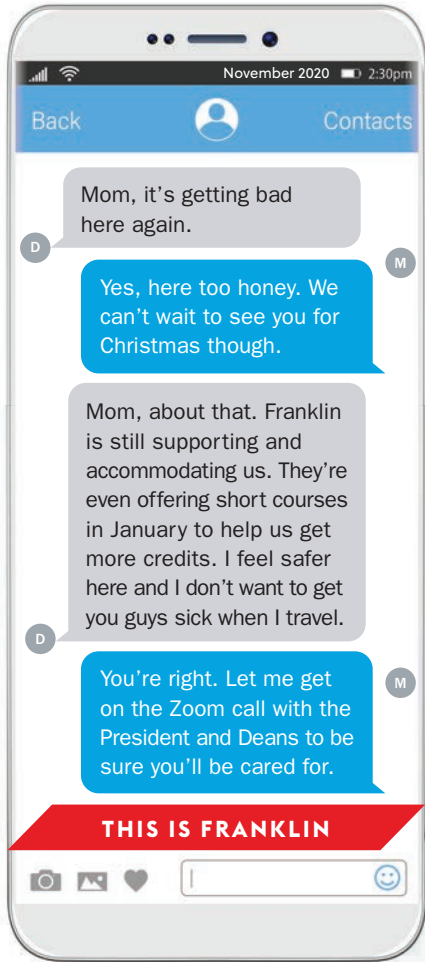 November 2020 2:30pm
Back Contacts
Mom, it's getting bad
here again.
D
M
Yes, here too honey. We
can't wait to see you for
Christmas though.
Mom, about that. Franklin
is still supporting and
accommodating us. They're
even offering short courses
in January to help us get
more credits. I feel safer
here and I don't want to get
you guys sick when I travel.
D
M
You're right. Let me get
on the Zoom call with the
President and Deans to be
sure you'll be cared for.
THIS IS FRANKLIN